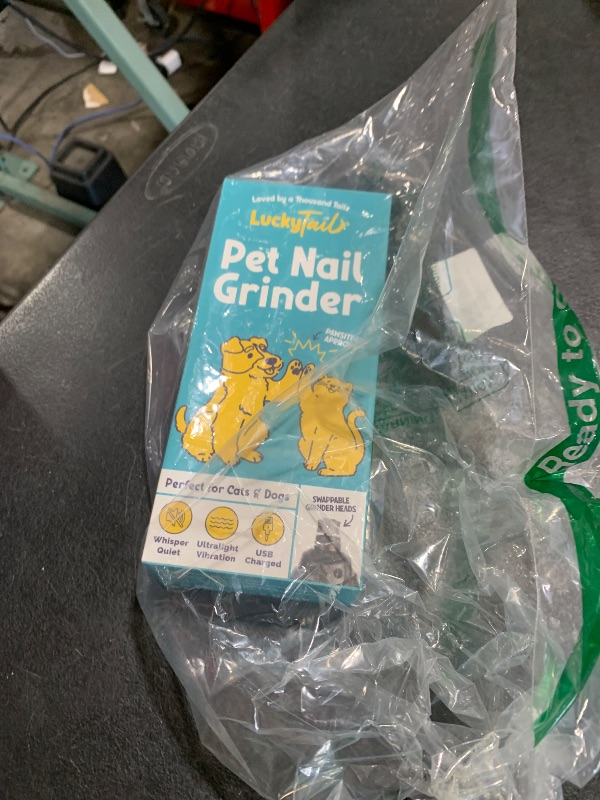 Loved by a Thousand Tails
LuckyTail
Pet Nail
Grinder
Perfect for Cats & Dogs
SWAPPABLE
GRINDER HEADS
Whisper
Quiet
Ultralight
Vibration
USB
Charged
Ready to